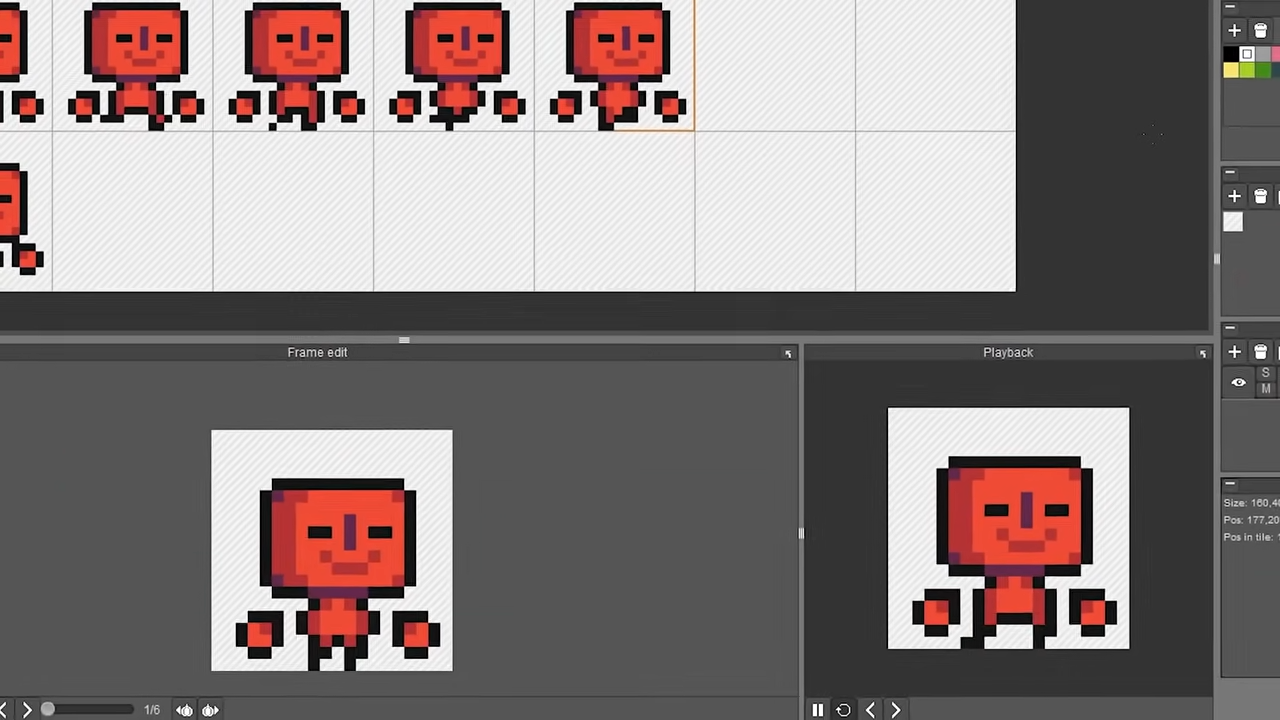 Frame edit
Playback
S
M
Size: 160,4
Pos: 177,20
Pos in tile:
1/6